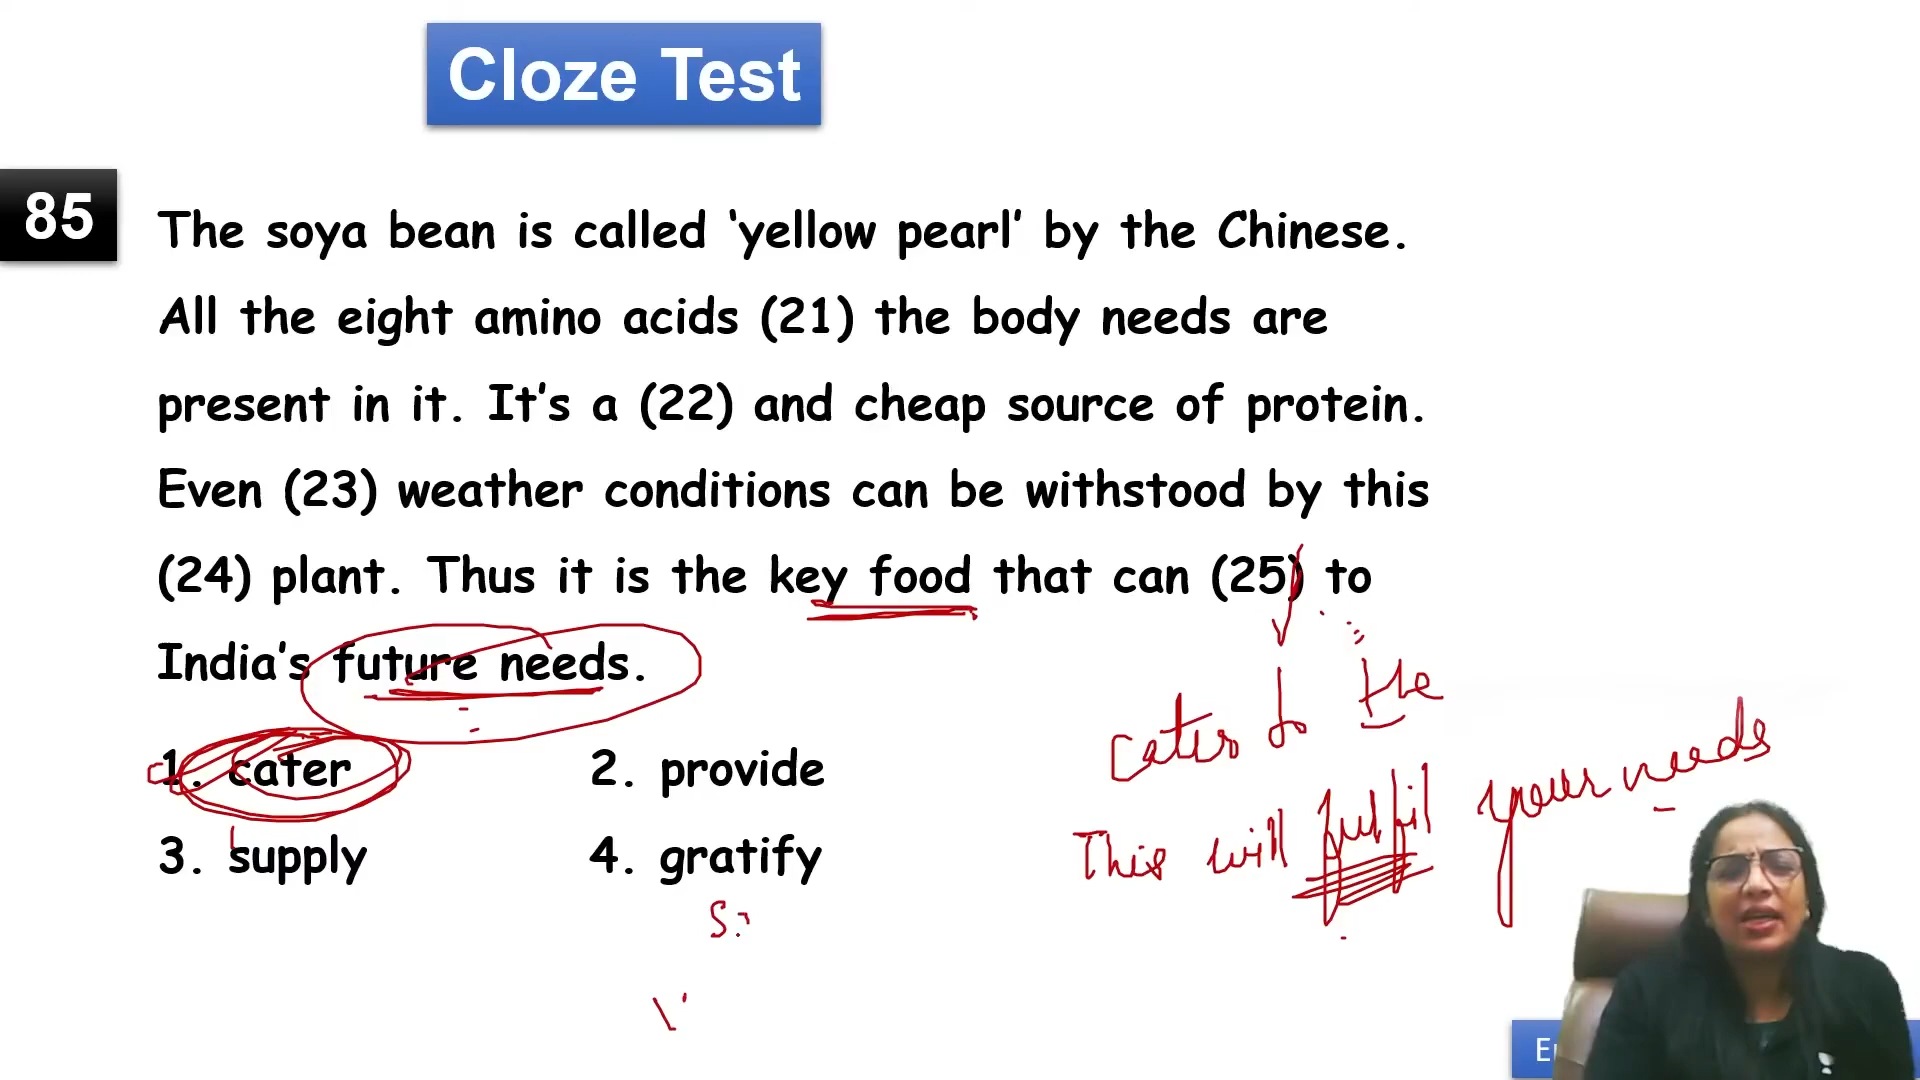 Cloze Test
85
The soya bean is called ‘yellow pearl’ by the Chinese.
All the eight amino acids (21) the body needs are
present in it. It’s a (22) and cheap source of protein.
Even (23) weather conditions can be withstood by this
(24) plant. Thus it is the key food that can (25) to
India’s future needs.
cater to the
1. cater 2. provide
This will fulfil your needs
3. supply 4. gratify